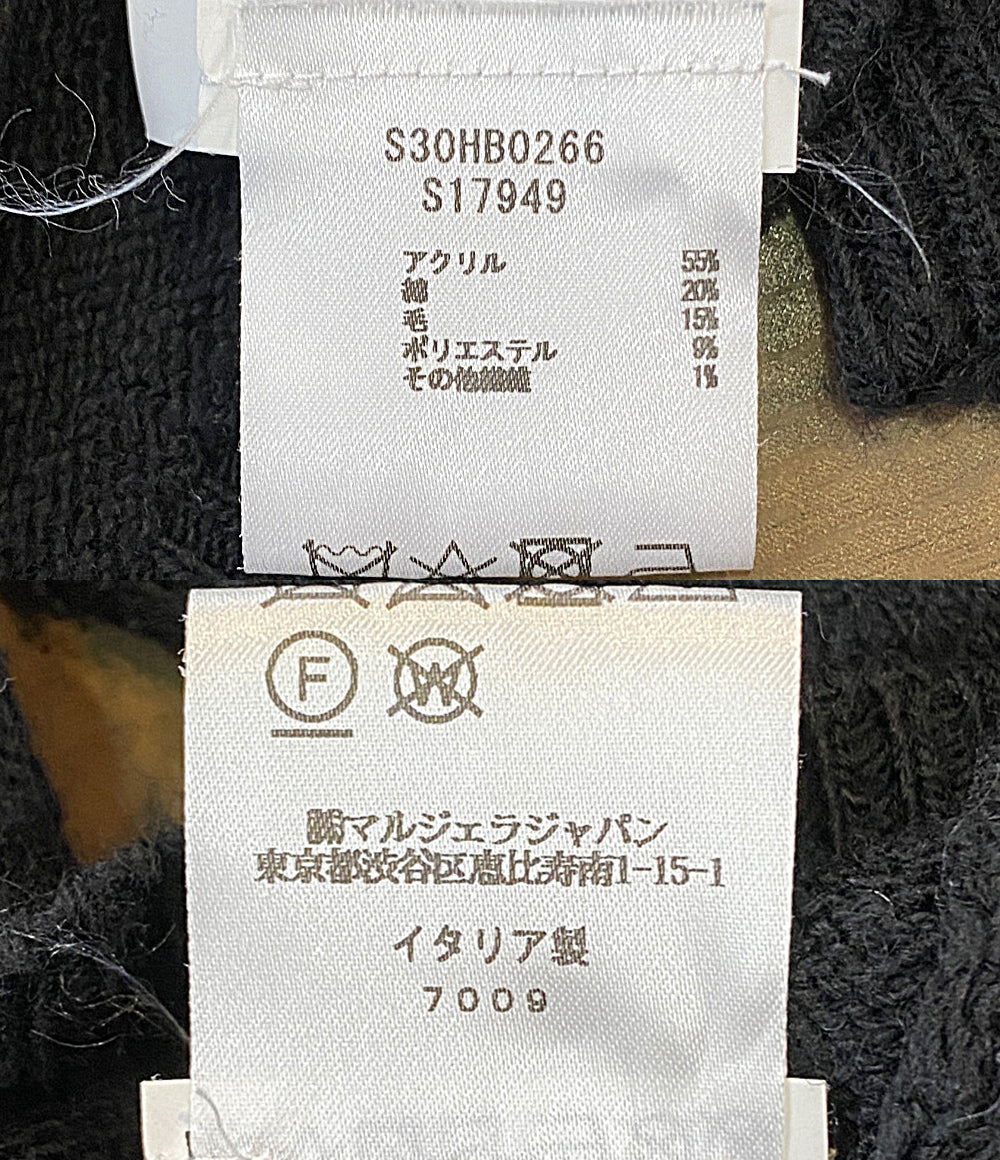 S30HB0266
S17949
アクリル 55%
綿 20%
毛 15%
ポリエステル 9%
その他繊維 1%
F
W
㈱マルジェラジャパン
東京都渋谷区恵比寿南1-15-1
イタリア製
7009